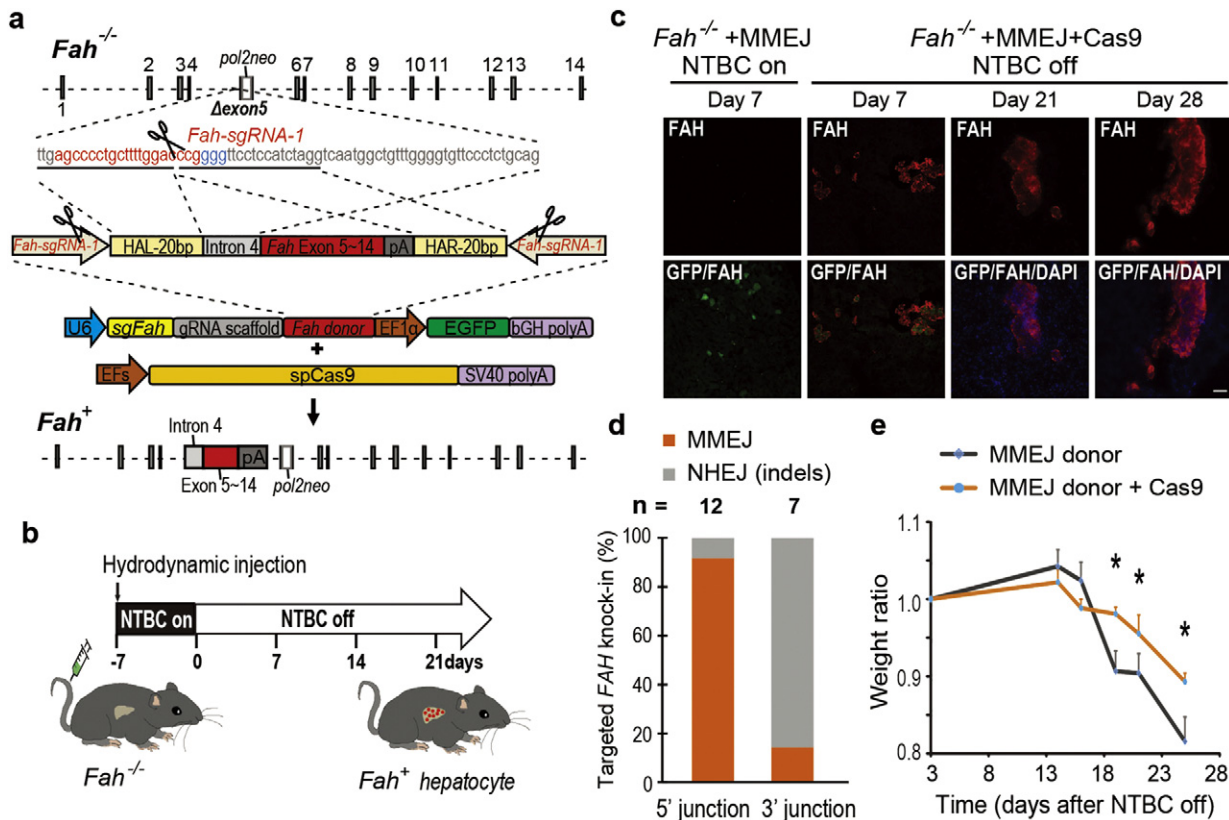 a
Fah-/-
pol2neo
1 2 34 67 8 9 10 11 12 13 14
Δexon5
Fah-sgRNA-1
ttgagcccctgcttttggaccccggggttcctccatctaggtcaatggctgtttggggtgttccctctgcag
Fah-sgRNA-1 HAL-20bp Intron 4 Fah Exon 5~14 pA HAR-20bp Fah-sgRNA-1
U6 sgFah gRNA scaffold Fah donor EF1α EGFP bGH polyA
+
EFs spCas9 SV40 polyA
Fah+
Intron 4
pA
Exon 5~14 pol2neo
b
Hydrodynamic injection
NTBC on NTBC off
-7 0 7 14 21days
Fah-/- Fah+ hepatocyte
c
Fah-/- +MMEJ Fah-/- +MMEJ+Cas9
NTBC on NTBC off
Day 7 Day 7 Day 21 Day 28
FAH FAH FAH FAH
GFP/FAH GFP/FAH GFP/FAH/DAPI GFP/FAH/DAPI
d
MMEJ
NHEJ (indels)
n = 12 7
Targeted FAH knock-in (%)
100
80
60
40
20
0
5' junction 3' junction
e
MMEJ donor
MMEJ donor + Cas9
Weight ratio
1.1
1.0
0.9
0.8
* * *
3 8 13 18 23 28
Time (days after NTBC off)